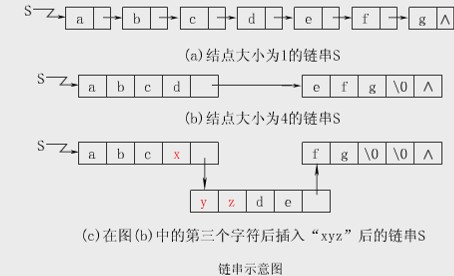 S a b c d e f g ∧
(a)结点大小为1的链串S
S a b c d e f g \0 ∧
(b)结点大小为4的链串S
S a b c x f g \0 \0 ∧
y z d e
(c)在图(b)中的第三个字符后插入“xyz”后的链串S
链串示意图